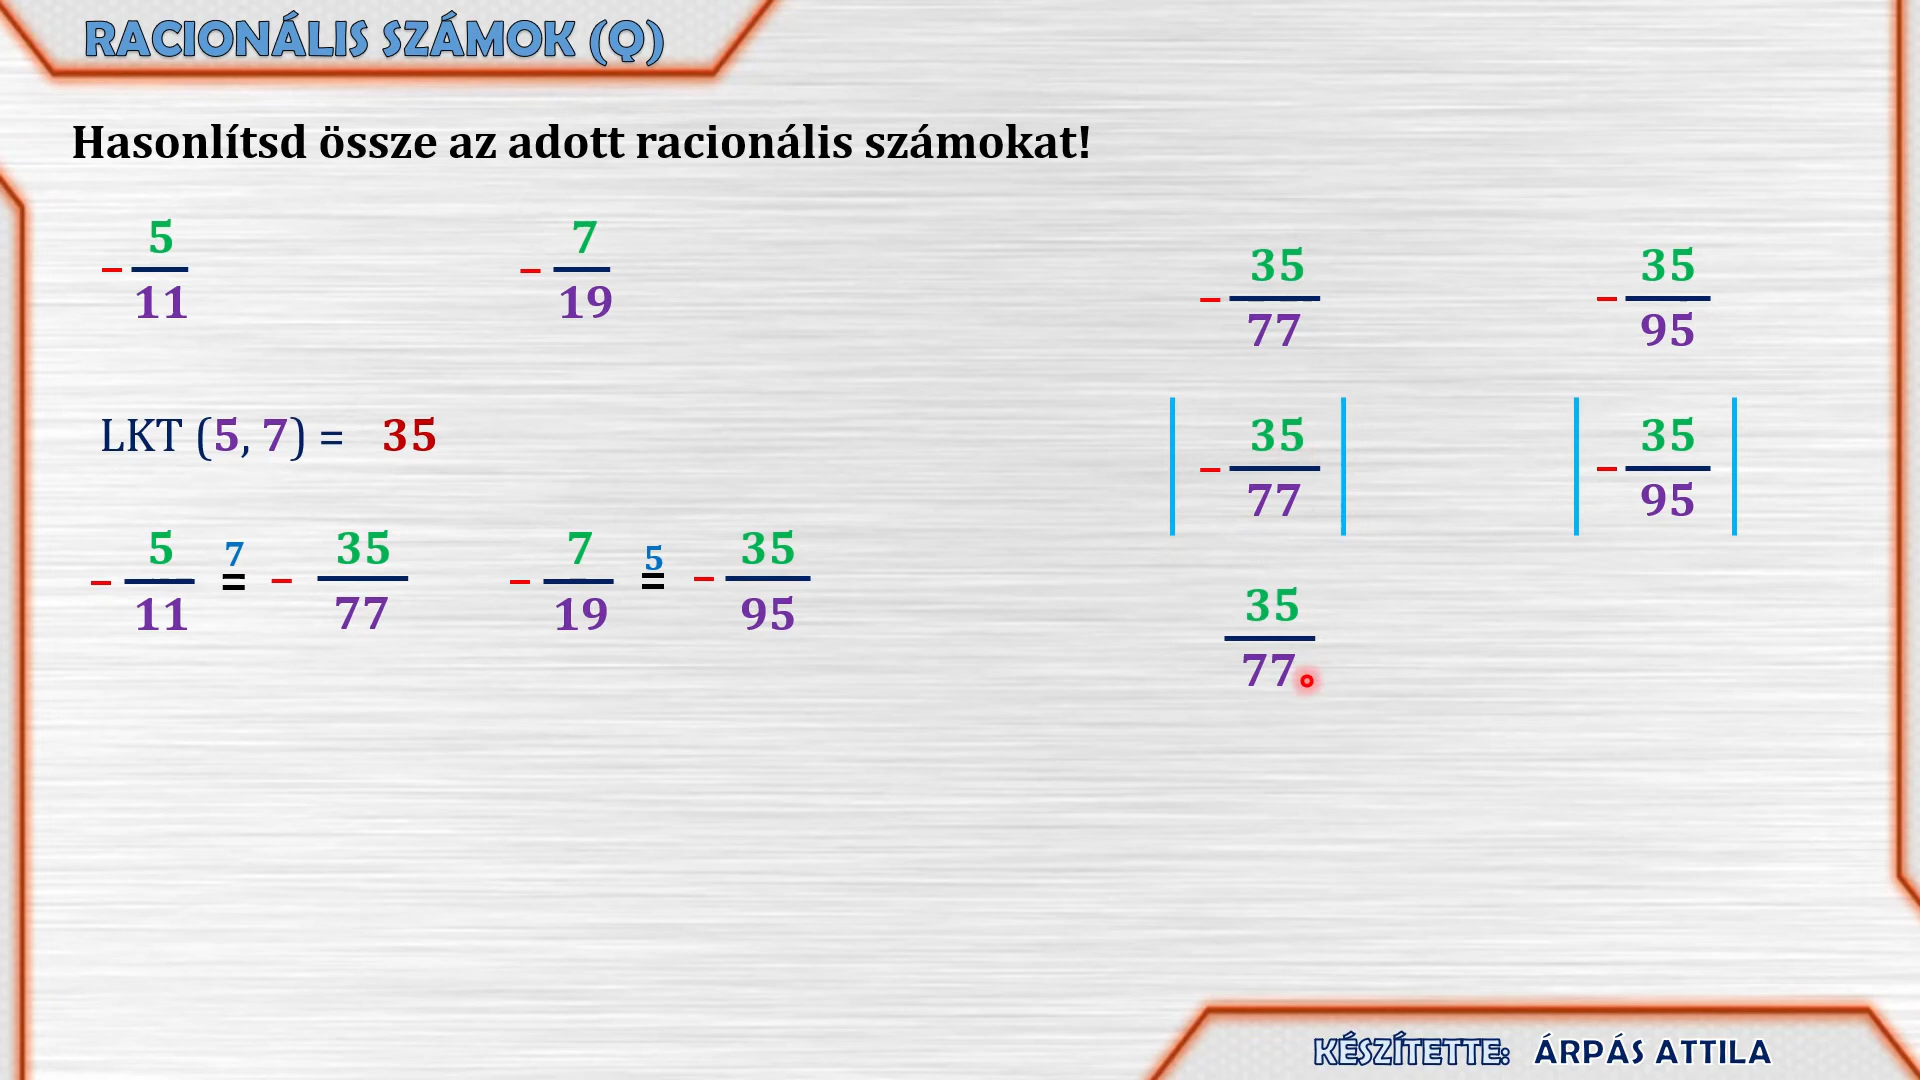 RACIONÁLIS SZÁMOK (Q)
Hasonlítsd össze az adott racionális számokat!
− 5/11    − 7/19
LKT (5, 7) = 35
− 5/11 =7 − 35/77    − 7/19 =5 − 35/95
− 35/77    − 35/95
| − 35/77 |    | − 35/95 |
35/77
KÉSZÍTETTE: ÁRPÁS ATTILA